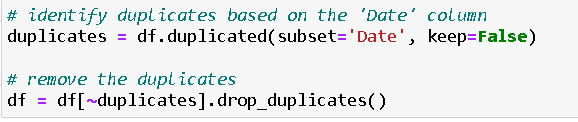 # identify duplicates based on the 'Date' column
duplicates = df.duplicated(subset='Date', keep=False)
# remove the duplicates
df = df[~duplicates].drop_duplicates()